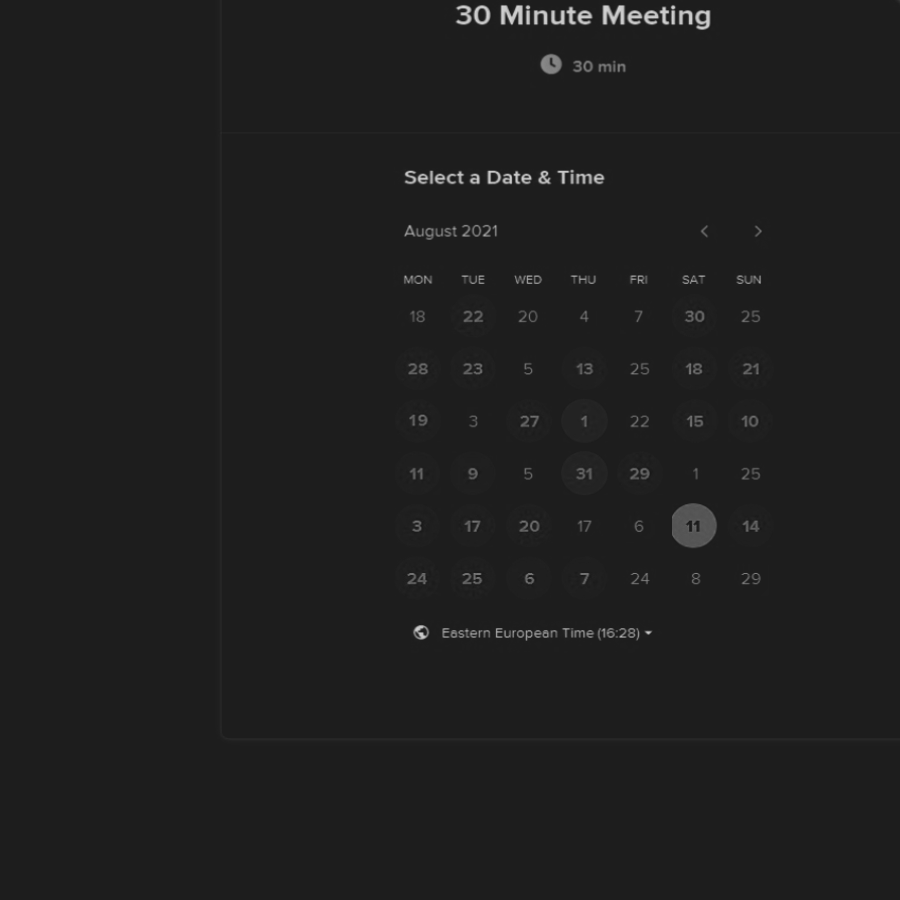 30 Minute Meeting
30 min
Select a Date & Time
August 2021
MON TUE WED THU FRI SAT SUN
18 22 20 4 7 30 25
28 23 5 13 25 18 21
19 3 27 1 22 15 10
11 9 5 31 29 1 25
3 17 20 17 6 11 14
24 25 6 7 24 8 29
Eastern European Time (16:28)